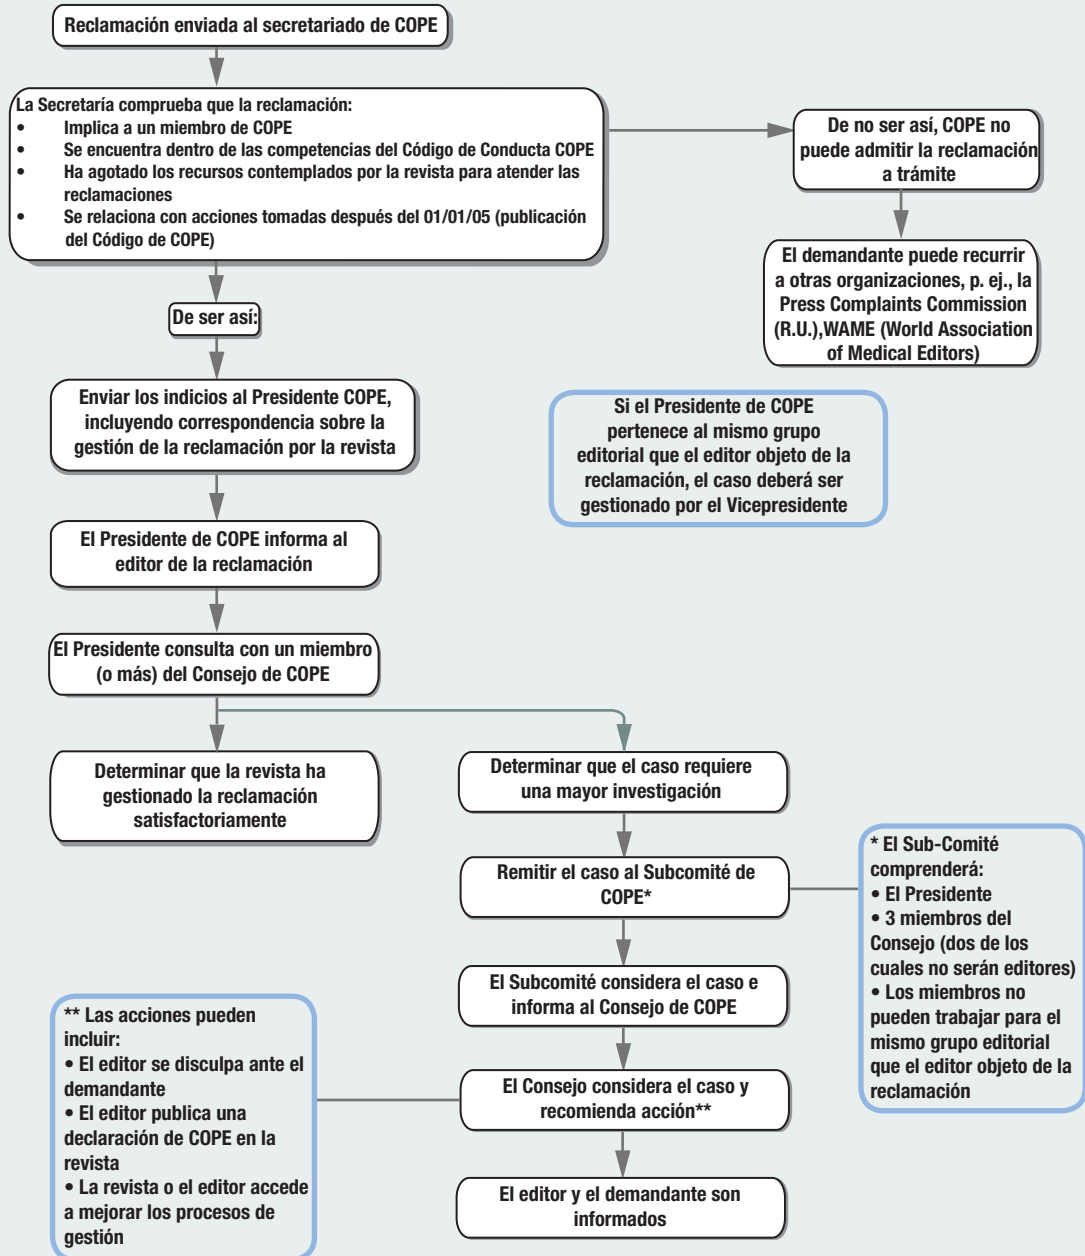 Reclamación enviada al secretariado de COPE
La Secretaría comprueba que la reclamación:
• Implica a un miembro de COPE
• Se encuentra dentro de las competencias del Código de Conducta COPE
• Ha agotado los recursos contemplados por la revista para atender las
reclamaciones
• Se relaciona con acciones tomadas después del 01/01/05 (publicación
del Código de COPE)
De no ser así, COPE no
puede admitir la reclamación
a trámite
El demandante puede recurrir
a otras organizaciones, p. ej., la
Press Complaints Commission
(R.U.),WAME (World Association
of Medical Editors)
De ser así:
Enviar los indicios al Presidente COPE,
incluyendo correspondencia sobre la
gestión de la reclamación por la revista
Si el Presidente de COPE
pertenece al mismo grupo
editorial que el editor objeto de la
reclamación, el caso deberá ser
gestionado por el Vicepresidente
El Presidente de COPE informa al
editor de la reclamación
El Presidente consulta con un miembro
(o más) del Consejo de COPE
Determinar que la revista ha
gestionado la reclamación
satisfactoriamente
Determinar que el caso requiere
una mayor investigación
Remitir el caso al Subcomité de
COPE*
* El Sub-Comité
comprenderá:
• El Presidente
• 3 miembros del
Consejo (dos de los
cuales no serán editores)
• Los miembros no
pueden trabajar para el
mismo grupo editorial
que el editor objeto de la
reclamación
El Subcomité considera el caso e
informa al Consejo de COPE
** Las acciones pueden
incluir:
• El editor se disculpa ante el
demandante
• El editor publica una
declaración de COPE en la
revista
• La revista o el editor accede
a mejorar los procesos de
gestión
El Consejo considera el caso y
recomienda acción**
El editor y el demandante son
informados